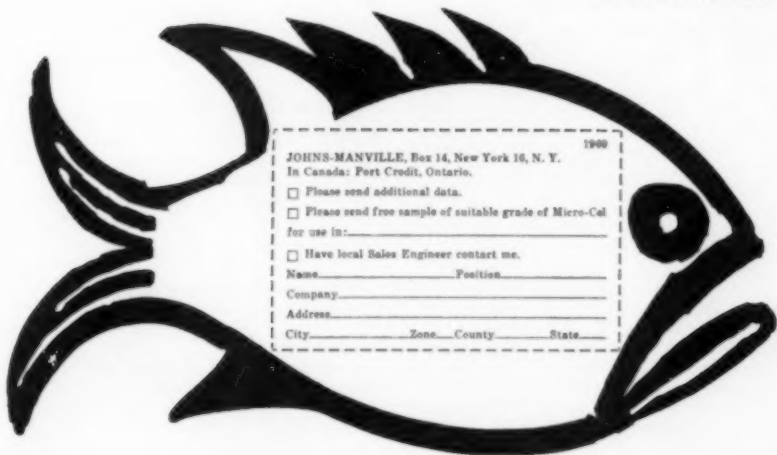 1960
JOHNS-MANVILLE, Box 14, New York 16, N. Y.
In Canada: Port Credit, Ontario.
☐ Please send additional data.
☐ Please send free sample of suitable grade of Micro-Cel
for use in:
☐ Have local Sales Engineer contact me.
Name Position
Company
Address
City Zone County State